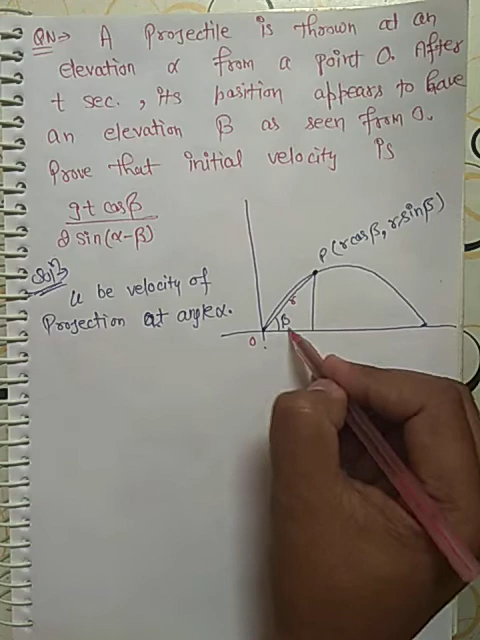 QN→ A Projectile is thrown at an
elevation α from a point O. After
t sec., its position appears to have
an elevation β as seen from O.
Prove that initial velocity is
gt cosβ
2 sin(α-β)
Solⁿ
u be velocity of
Projection at angle α.
P(r cosβ, r sinβ)
r
β
O